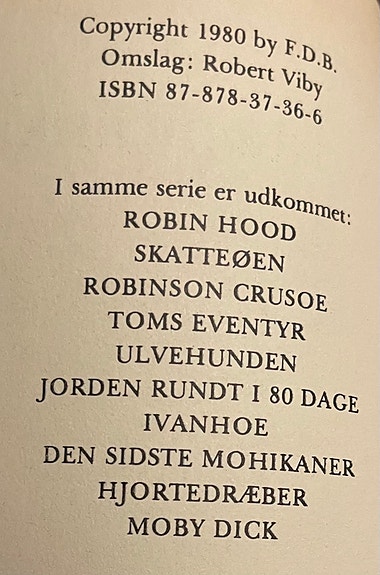 Copyright 1980 by F.D.B.
Omslag: Robert Viby
ISBN 87-878-37-36-6
I samme serie er udkommet:
ROBIN HOOD
SKATTEØEN
ROBINSON CRUSOE
TOMS EVENTYR
ULVEHUNDEN
JORDEN RUNDT I 80 DAGE
IVANHOE
DEN SIDSTE MOHIKANER
HJORTEDRÆBER
MOBY DICK